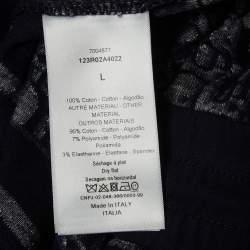 7004571
123R02A4022
L
100% Coton - Cotton - Algodão
AUTRE MATERIAU - OTHER
MATERIAL
OUTROS MATERIAIS
90% Coton - Cotton - Algodão
7% Polyamide - Polyamide
Poliamida
3% Elasthanne - Elastane - Spandex
Séchage à plat
Dry flat
Secagem na horizontal
Made in ITALY
ITALIA